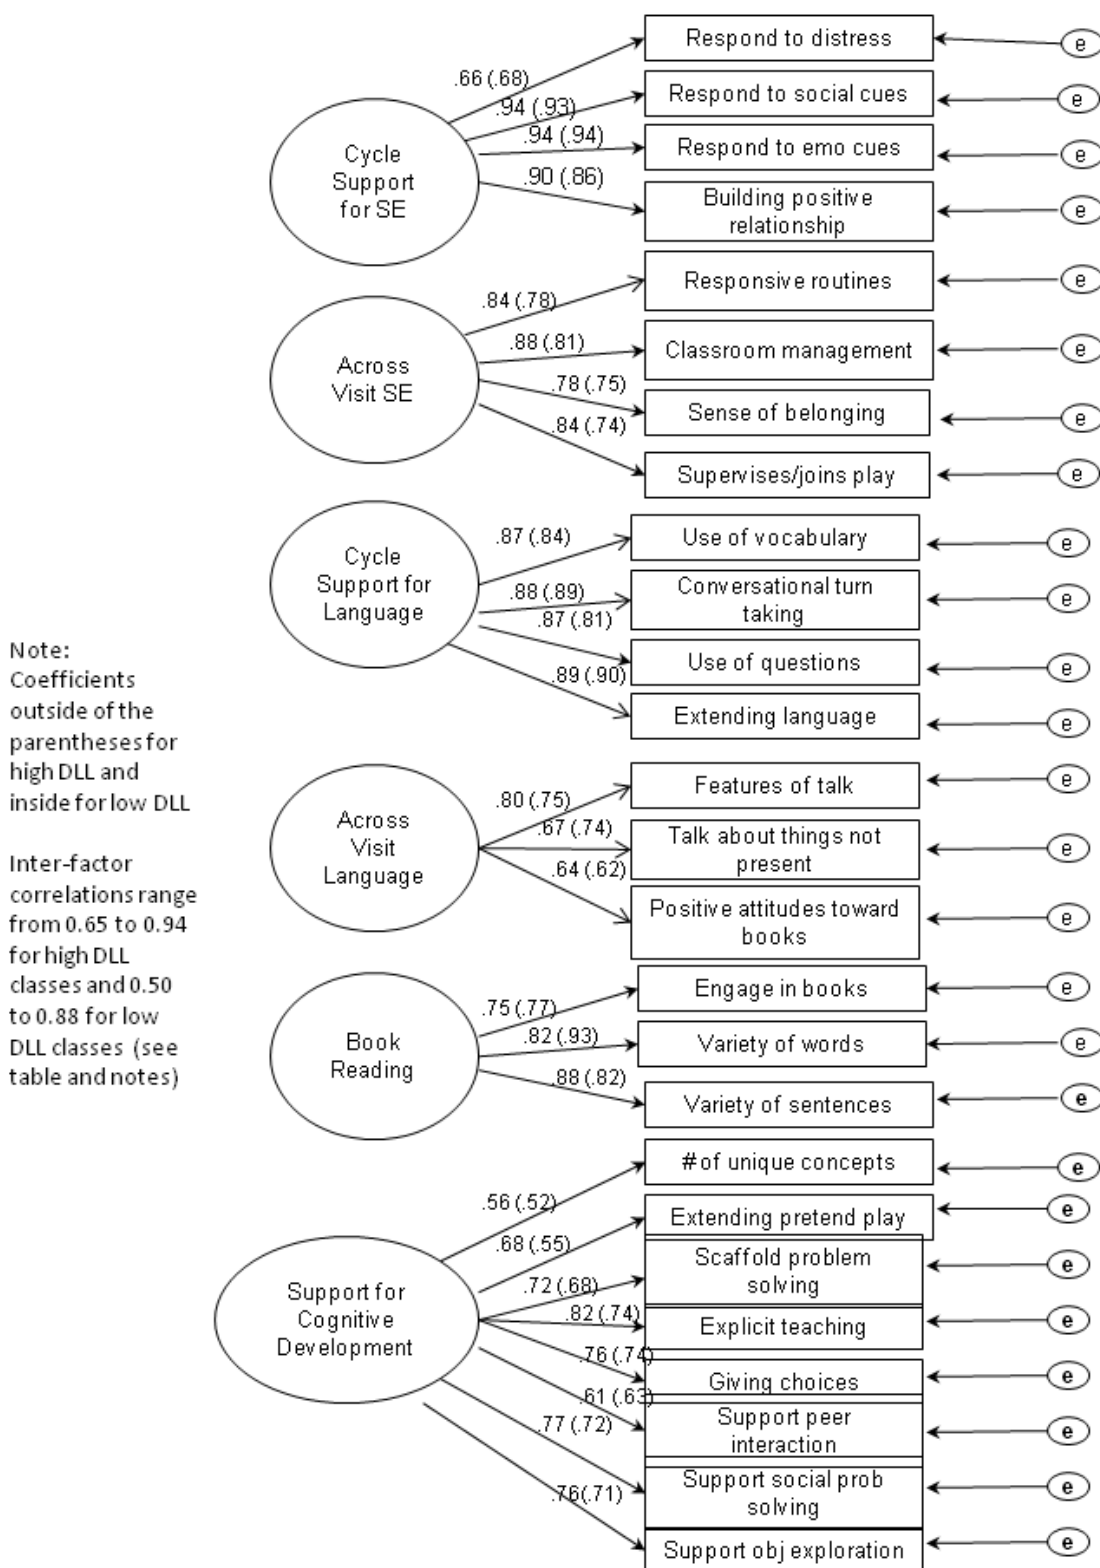 Respond to distress
e
.66 (.68)
Respond to social cues
e
.94 (.93)
Cycle
Support
for SE
.94 (.94)
Respond to emo cues
e
.90 (.86)
Building positive
relationship
e
Responsive routines
e
.84 (.78)
Across
Visit SE
.88 (.81)
Classroom management
e
.78 (.75)
Sense of belonging
e
.84 (.74)
Supervises/joins play
e
Cycle
Support for
Language
.87 (.84)
Use of vocabulary
e
.88 (.89)
Conversational turn
taking
e
.87 (.81)
Use of questions
e
.89 (.90)
Extending language
e
Note:
Coefficients
outside of the
parentheses for
high DLL and
inside for low DLL
Inter-factor
correlations range
from 0.65 to 0.94
for high DLL
classes and 0.50
to 0.88 for low
DLL classes (see
table and notes)
Across
Visit
Language
.80 (.75)
Features of talk
e
.67 (.74)
Talk about things not
present
e
.64 (.62)
Positive attitudes toward
books
e
Book
Reading
.75 (.77)
Engage in books
e
.82 (.93)
Variety of words
e
.88 (.82)
Variety of sentences
e
Support for
Cognitive
Development
.56 (.52)
# of unique concepts
e
.68 (.55)
Extending pretend play
e
.72 (.68)
Scaffold problem
solving
e
.82 (.74)
Explicit teaching
e
.76 (.74)
Giving choices
e
.61 (.63)
Support peer
interaction
e
.77 (.72)
Support social prob
solving
e
.76(.71)
Support obj exploration
e